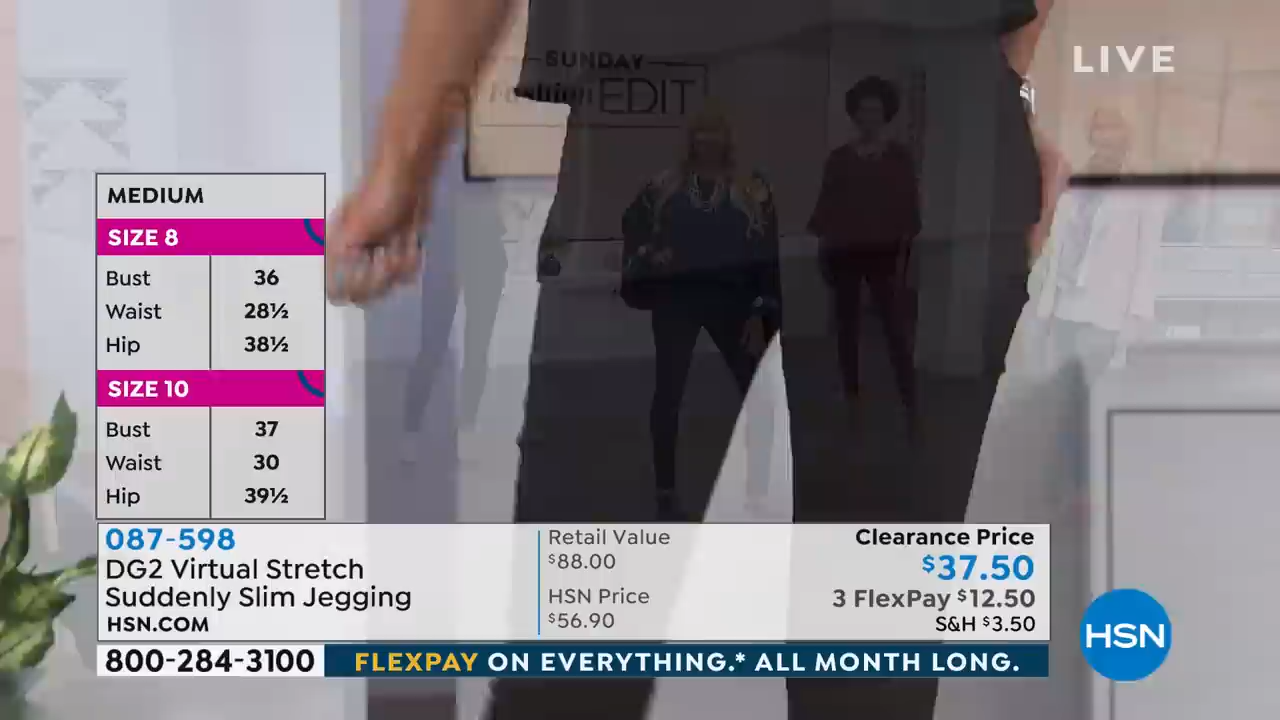 LIVE
SUNDAY
Fashion EDIT
MEDIUM
SIZE 8
Bust 36
Waist 28½
Hip 38½
SIZE 10
Bust 37
Waist 30
Hip 39½
087-598
DG2 Virtual Stretch
Suddenly Slim Jegging
HSN.COM
Retail Value
$88.00
HSN Price
$56.90
Clearance Price
$37.50
3 FlexPay $12.50
S&H $3.50
HSN
800-284-3100
FLEXPAY ON EVERYTHING.* ALL MONTH LONG.